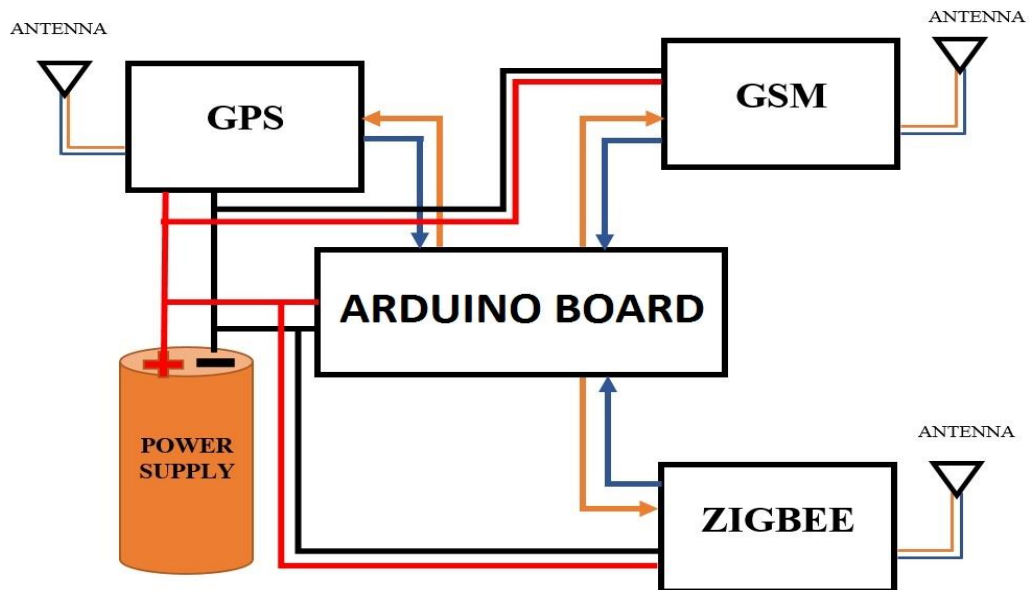 ANTENNA
ANTENNA
GPS
GSM
ARDUINO BOARD
POWER
SUPPLY
ANTENNA
ZIGBEE